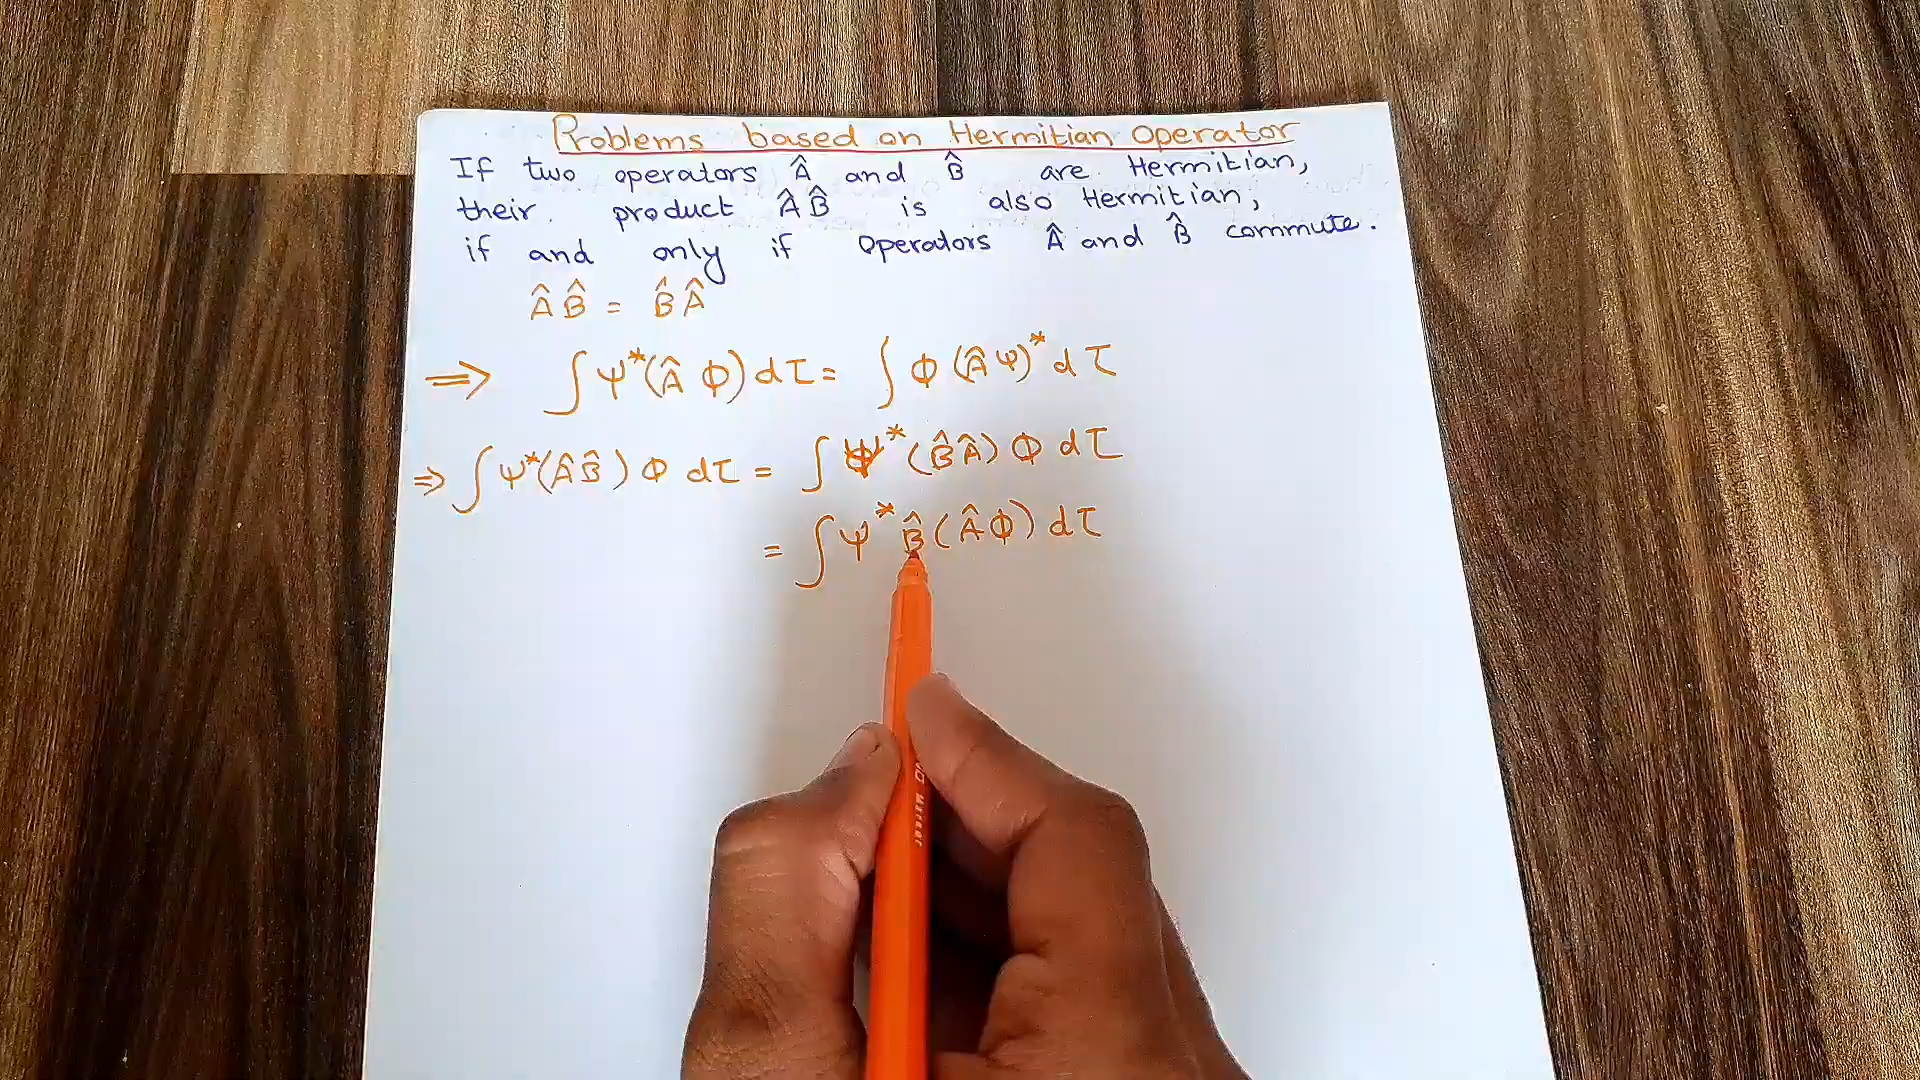 Problems based on Hermitian Operator
If two operators Â and B̂ are Hermitian,
their product ÂB̂ is also Hermitian,
if and only if Operators Â and B̂ commute.
ÂB̂ = B̂Â
⇒ ∫ψ*(Âφ)dτ = ∫φ(Âψ)*dτ
⇒ ∫ψ*(ÂB̂)φ dτ = ∫ψ*(B̂Â)φ dτ
= ∫ψ*B̂(Âφ)dτ